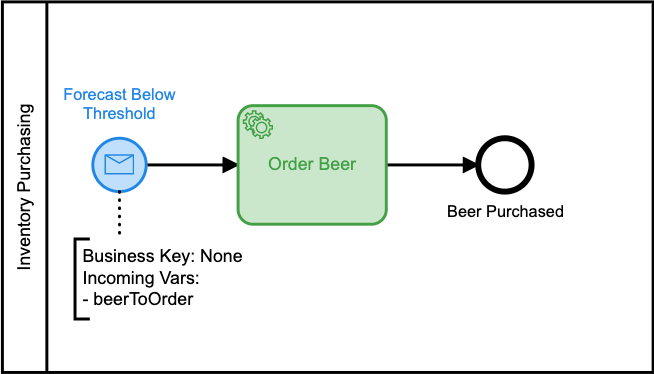 Inventory Purchasing
Forecast Below
Threshold
Order Beer
Beer Purchased
Business Key: None
Incoming Vars:
- beerToOrder